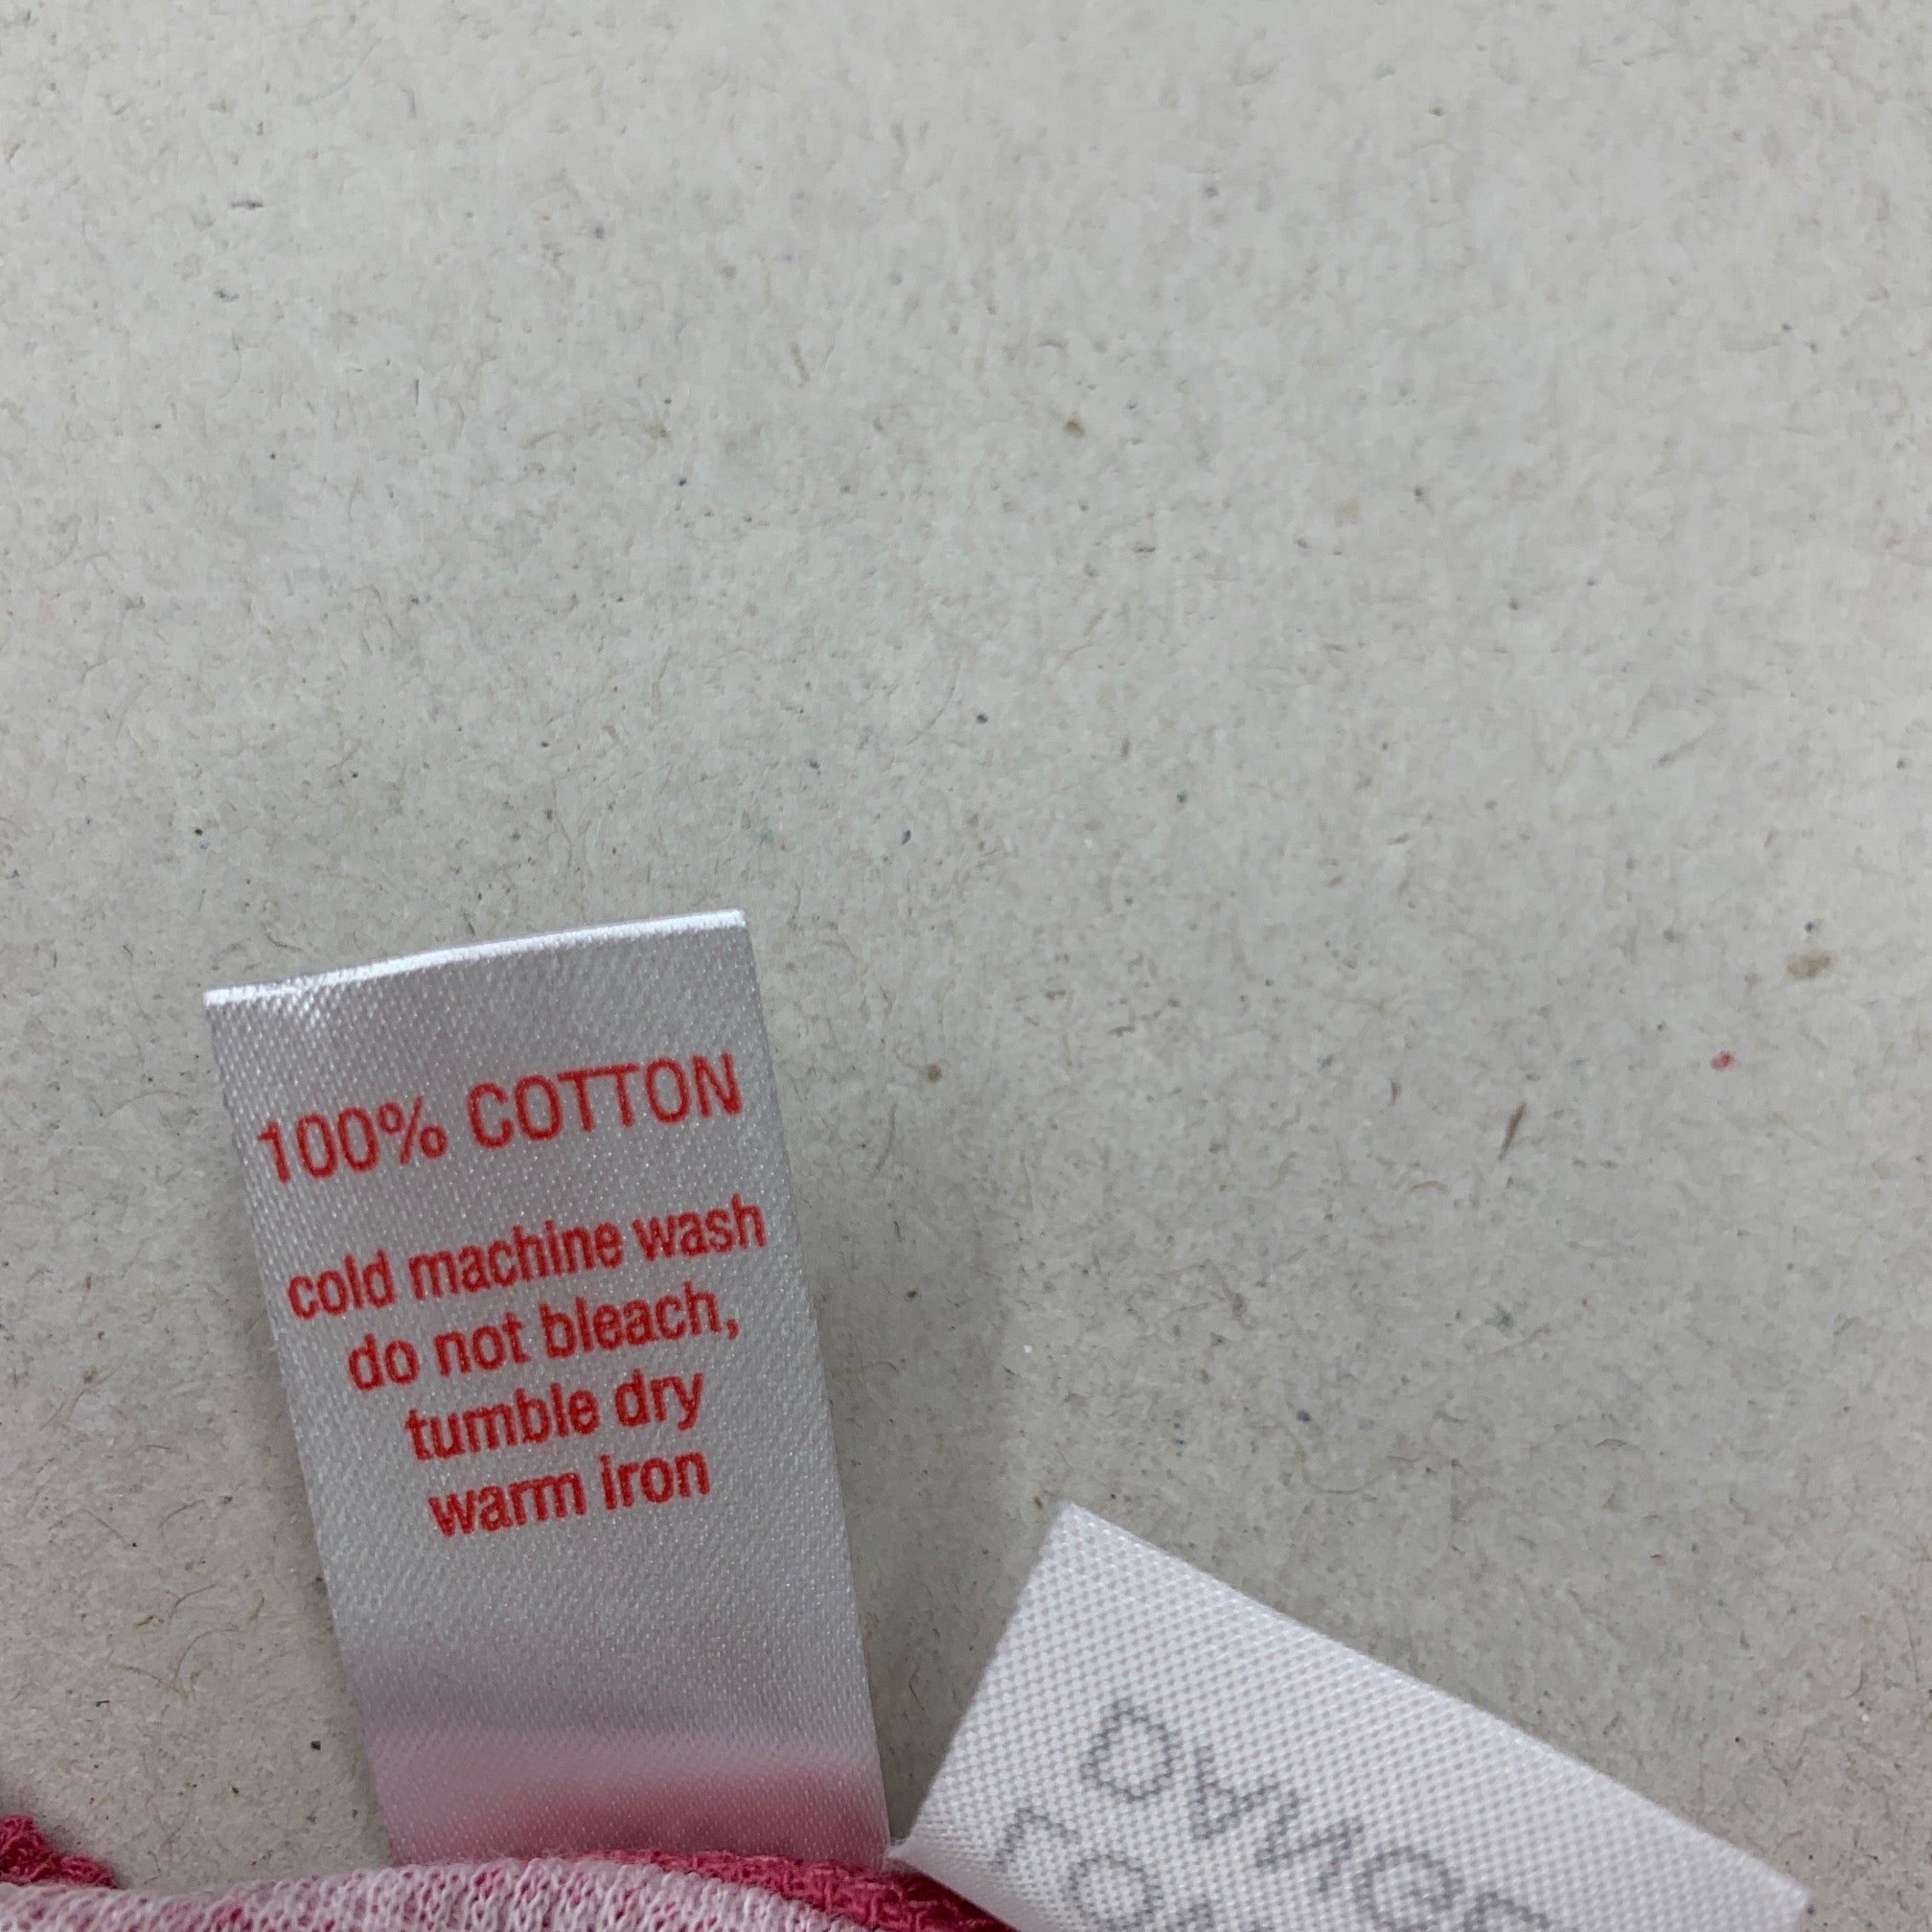 100% COTTON
cold machine wash
do not bleach,
tumble dry
warm iron